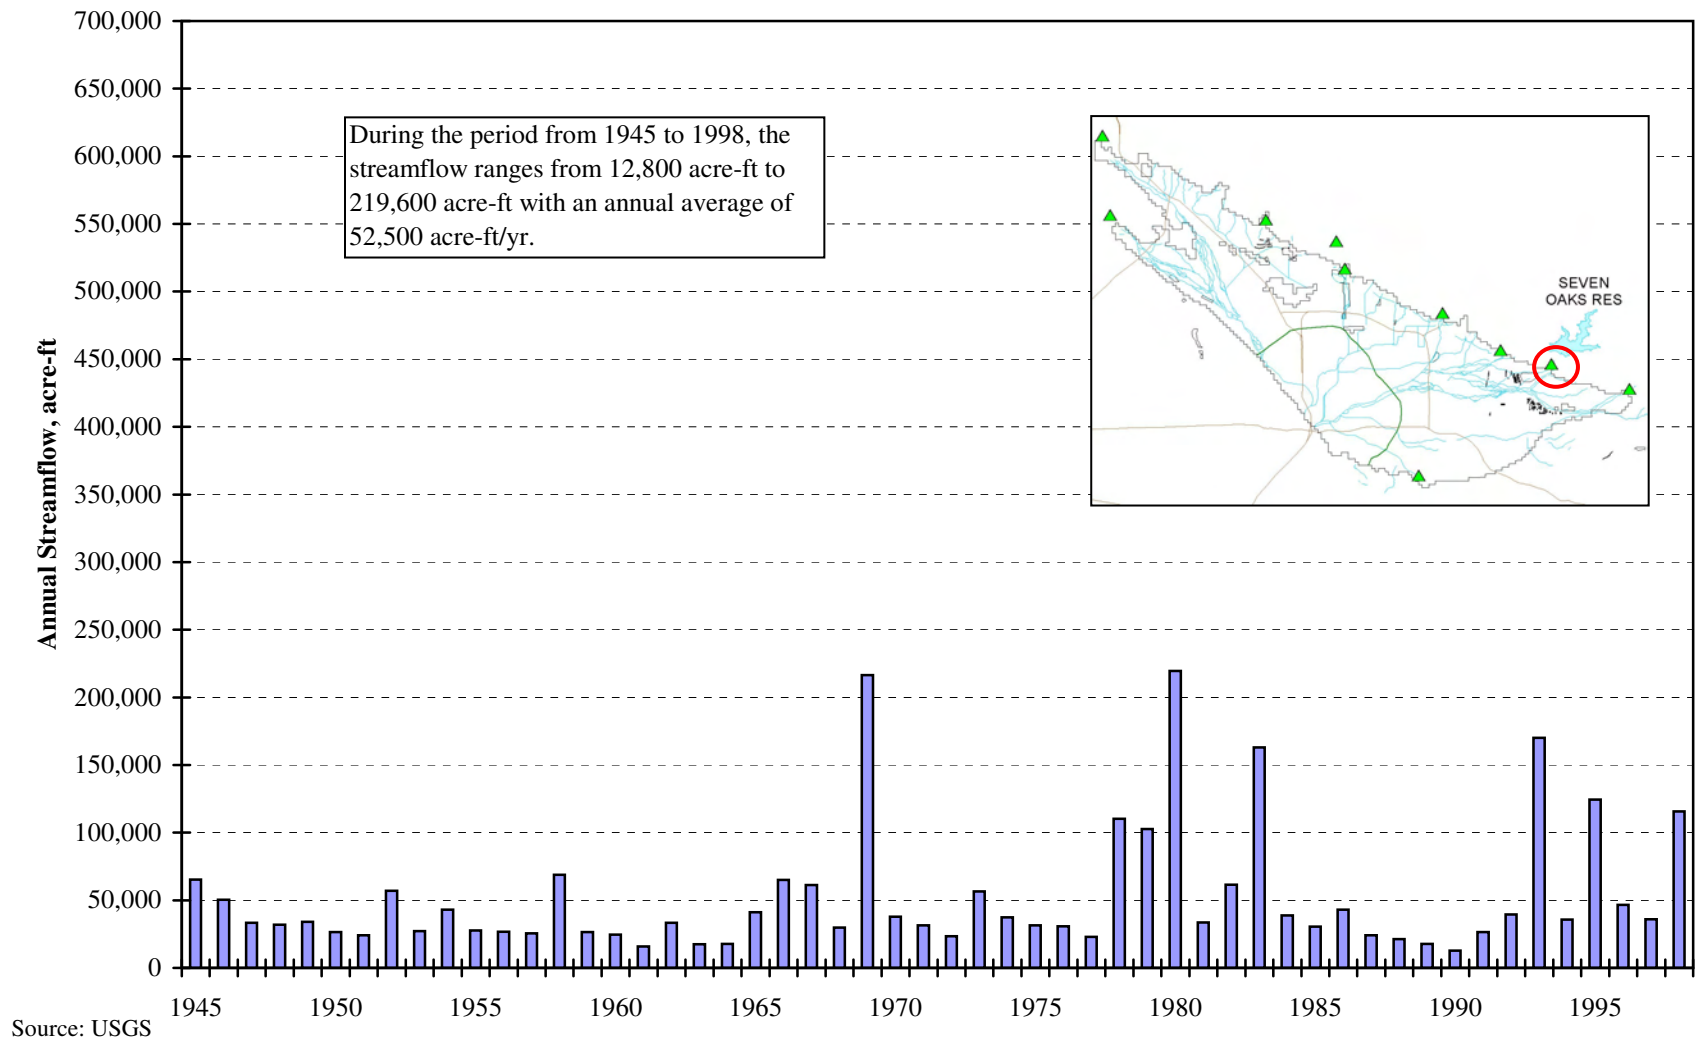 700,000
650,000
600,000
550,000
500,000
450,000
400,000
350,000
300,000
250,000
200,000
150,000
100,000
50,000
0
Annual Streamflow, acre-ft
During the period from 1945 to 1998, the
streamflow ranges from 12,800 acre-ft to
219,600 acre-ft with an annual average of
52,500 acre-ft/yr.
SEVEN
OAKS RES
1945 1950 1955 1960 1965 1970 1975 1980 1985 1990 1995
Source: USGS